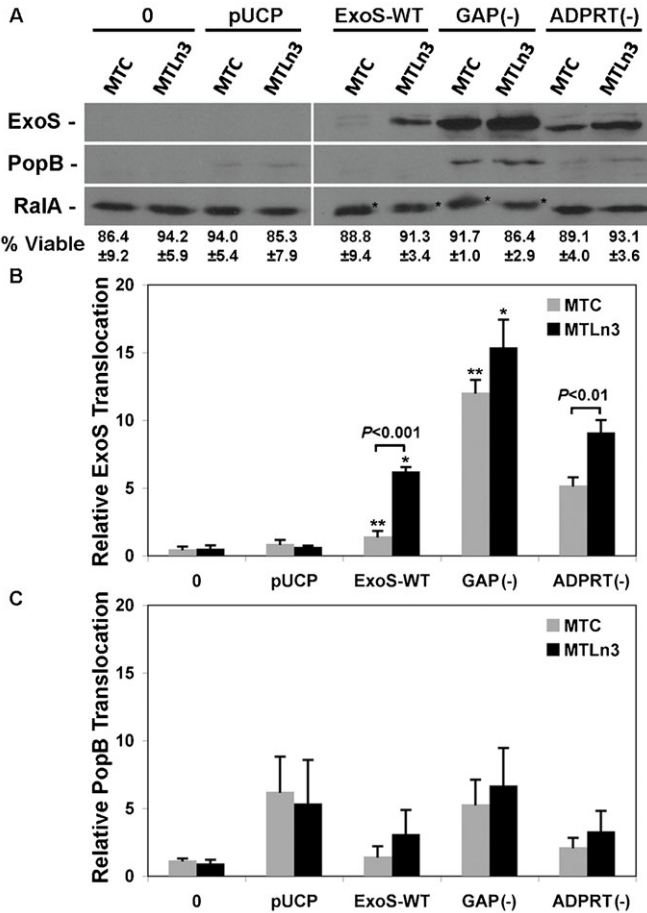 A
0 pUCP ExoS-WT GAP(-) ADPRT(-)
MTC MTLn3 MTC MTLn3 MTC MTLn3 MTC MTLn3 MTC MTLn3
ExoS -
PopB -
RalA - * * * *
% Viable 86.4 94.2 94.0 85.3 88.8 91.3 91.7 86.4 89.1 93.1
±9.2 ±5.9 ±5.4 ±7.9 ±9.4 ±3.4 ±1.0 ±2.9 ±4.0 ±3.6
B
Relative ExoS Translocation
20
15
10
5
0
MTC
MTLn3
** P<0.001 * ** * P<0.01
0 pUCP ExoS-WT GAP(-) ADPRT(-)
C
Relative PopB Translocation
20
15
10
5
0
MTC
MTLn3
0 pUCP ExoS-WT GAP(-) ADPRT(-)